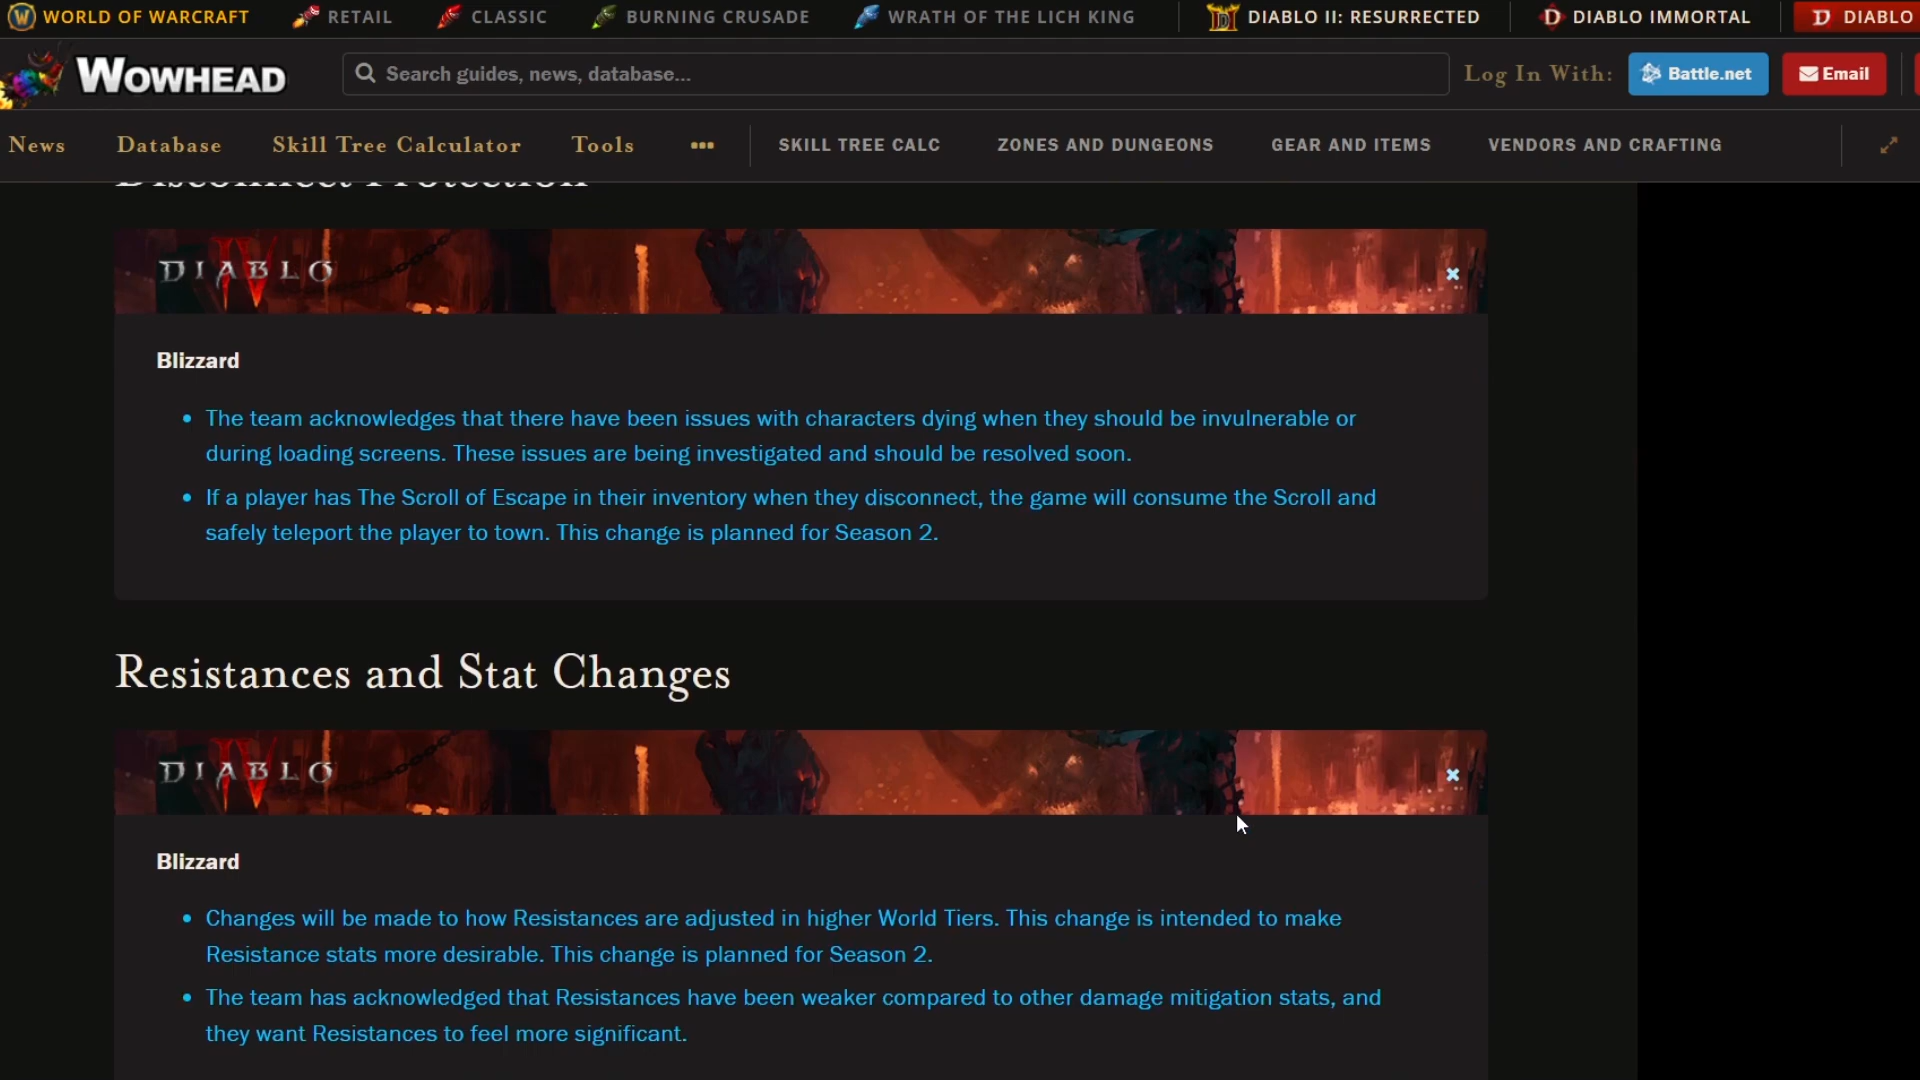 WORLD OF WARCRAFT RETAIL CLASSIC BURNING CRUSADE WRATH OF THE LICH KING DIABLO II: RESURRECTED DIABLO IMMORTAL DIABLO
WOWHEAD Search guides, news, database... Log In With: Battle.net Email
News Database Skill Tree Calculator Tools ••• SKILL TREE CALC ZONES AND DUNGEONS GEAR AND ITEMS VENDORS AND CRAFTING
Disconnect Protection
DIABLO IV
Blizzard
• The team acknowledges that there have been issues with characters dying when they should be invulnerable or
during loading screens. These issues are being investigated and should be resolved soon.
• If a player has The Scroll of Escape in their inventory when they disconnect, the game will consume the Scroll and
safely teleport the player to town. This change is planned for Season 2.
Resistances and Stat Changes
DIABLO IV
Blizzard
• Changes will be made to how Resistances are adjusted in higher World Tiers. This change is intended to make
Resistance stats more desirable. This change is planned for Season 2.
• The team has acknowledged that Resistances have been weaker compared to other damage mitigation stats, and
they want Resistances to feel more significant.